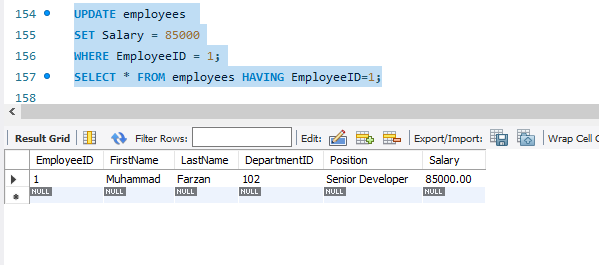 154 UPDATE employees
155 SET Salary = 85000
156 WHERE EmployeeID = 1;
157 SELECT * FROM employees HAVING EmployeeID=1;
158
Result Grid Filter Rows: Edit: Export/Import: Wrap Cell C
EmployeeID FirstName LastName DepartmentID Position Salary
1 Muhammad Farzan 102 Senior Developer 85000.00
NULL NULL NULL NULL NULL NULL